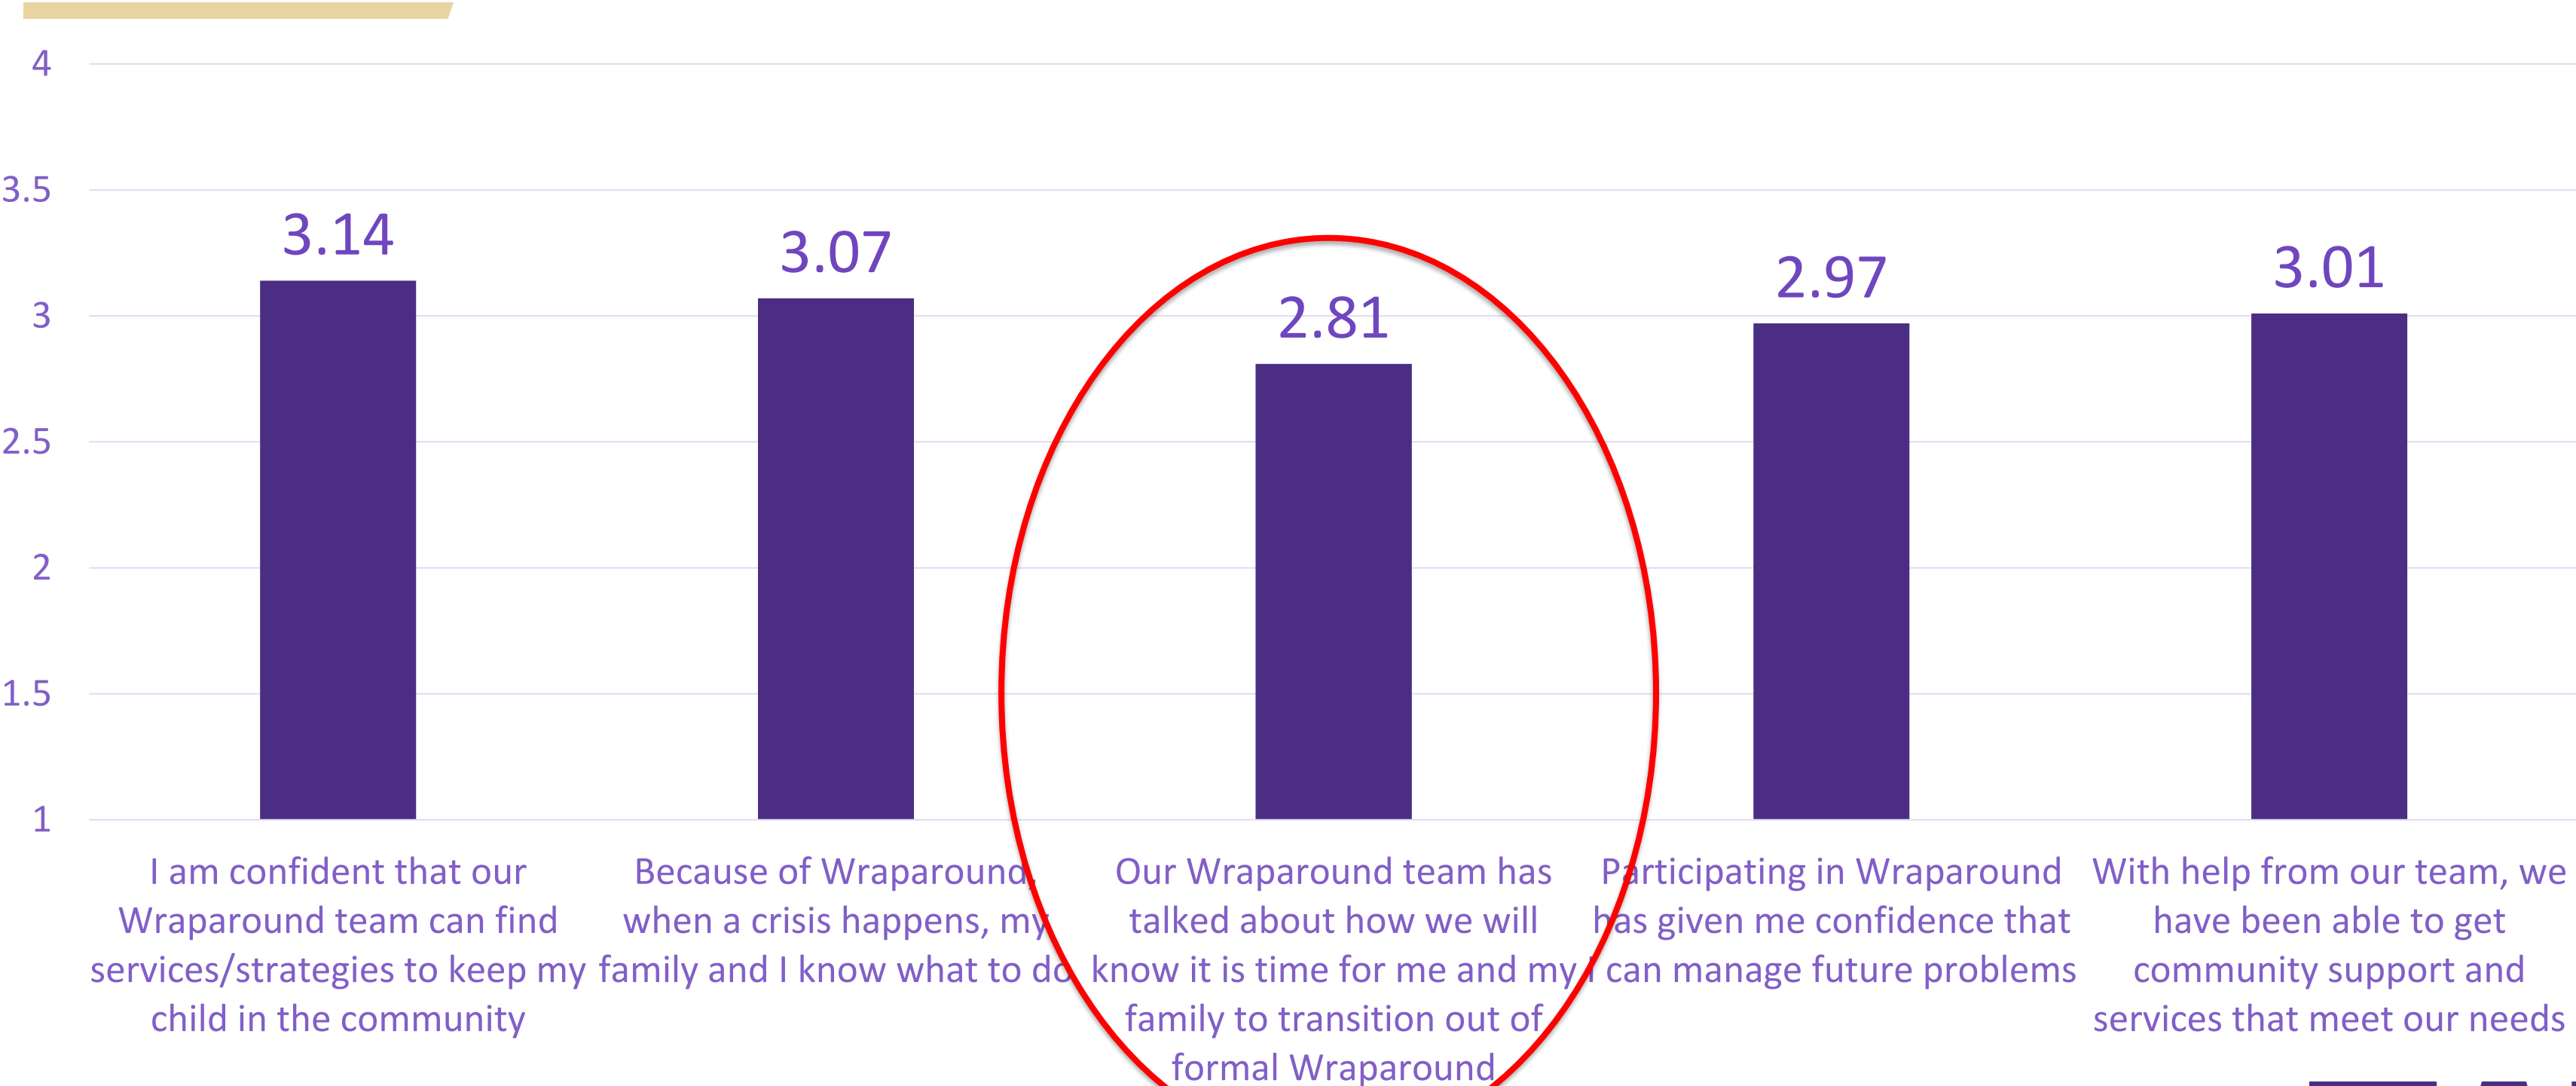 4
3.5
3
2.5
2
1.5
1
3.14
3.07
2.81
2.97
3.01
I am confident that our
Wraparound team can find
services/strategies to keep my
child in the community
Because of Wraparound,
when a crisis happens, my
family and I know what to do
Our Wraparound team has
talked about how we will
know it is time for me and my
family to transition out of
formal Wraparound
Participating in Wraparound
has given me confidence that
I can manage future problems
With help from our team, we
have been able to get
community support and
services that meet our needs